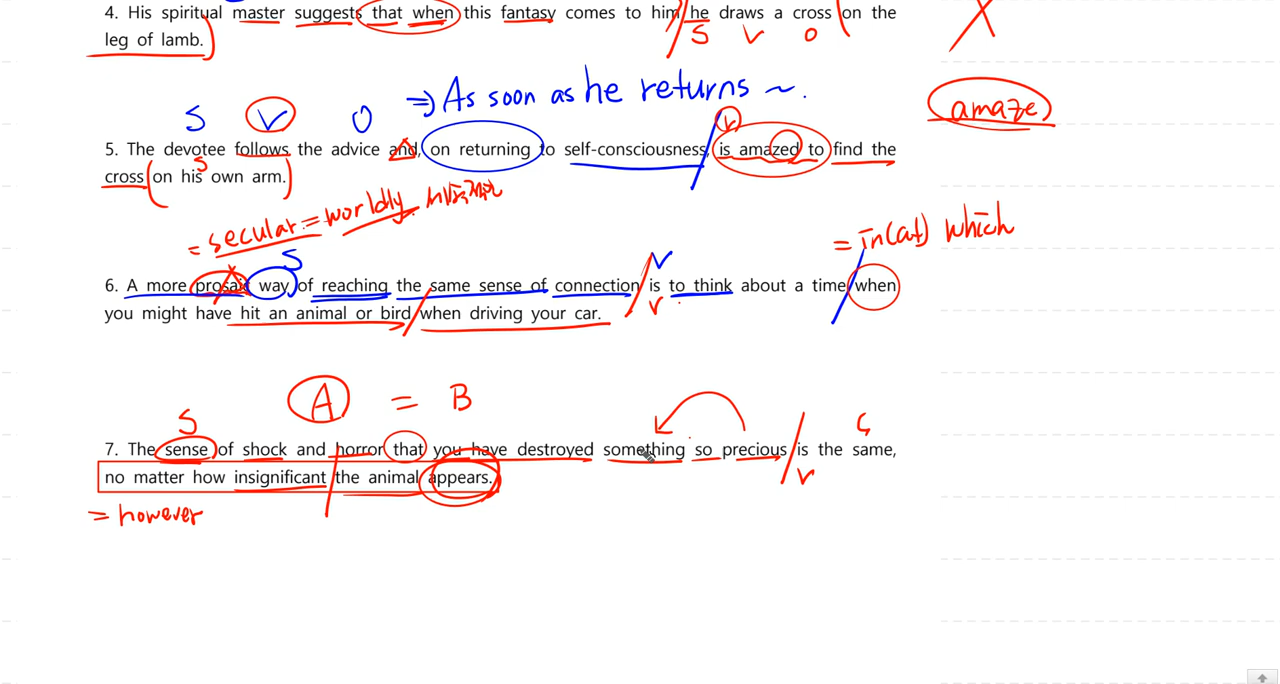 4. His spiritual master suggests that when this fantasy comes to him he draws a cross on the
S V O
leg of lamb.
⇒ As soon as he returns ~.
S V O
amaze
V
5. The devotee follows the advice and, on returning to self-consciousness, is amazed to find the
S
cross on his own arm.
= secular = worldly
= in(at) which
S V
6. A more prosaic way of reaching the same sense of connection is to think about a time when
V
you might have hit an animal or bird when driving your car.
A = B
S
7. The sense of shock and horror that you have destroyed something so precious is the same,
V
no matter how insignificant the animal appears.
= however